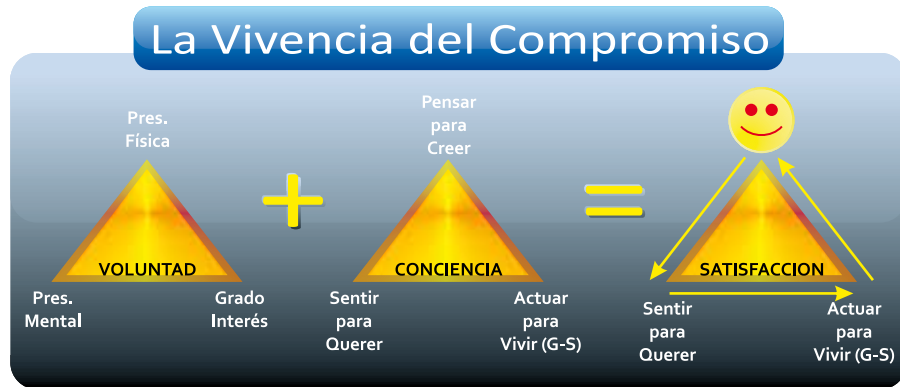 La Vivencia del Compromiso
Pres.
Física
VOLUNTAD
Pres.
Mental
Grado
Interés
Pensar
para
Creer
CONCIENCIA
Sentir
para
Querer
Actuar
para
Vivir (G-S)
SATISFACCION
Sentir
para
Querer
Actuar
para
Vivir (G-S)